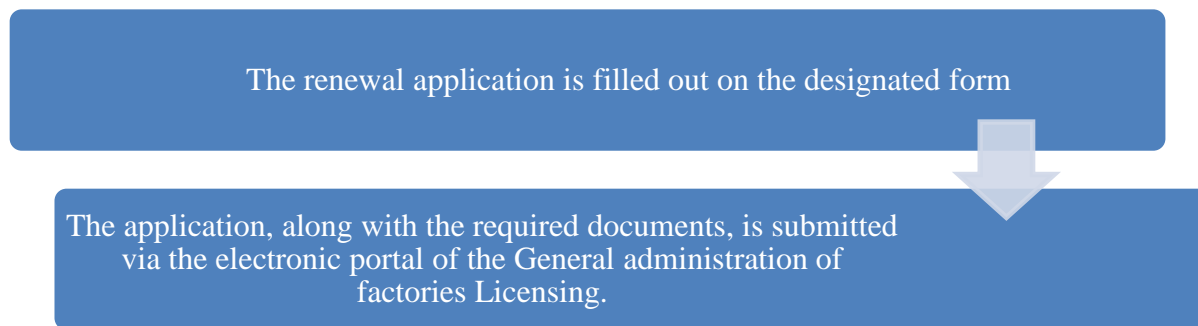 The renewal application is filled out on the designated form
The application, along with the required documents, is submitted
via the electronic portal of the General administration of
factories Licensing.